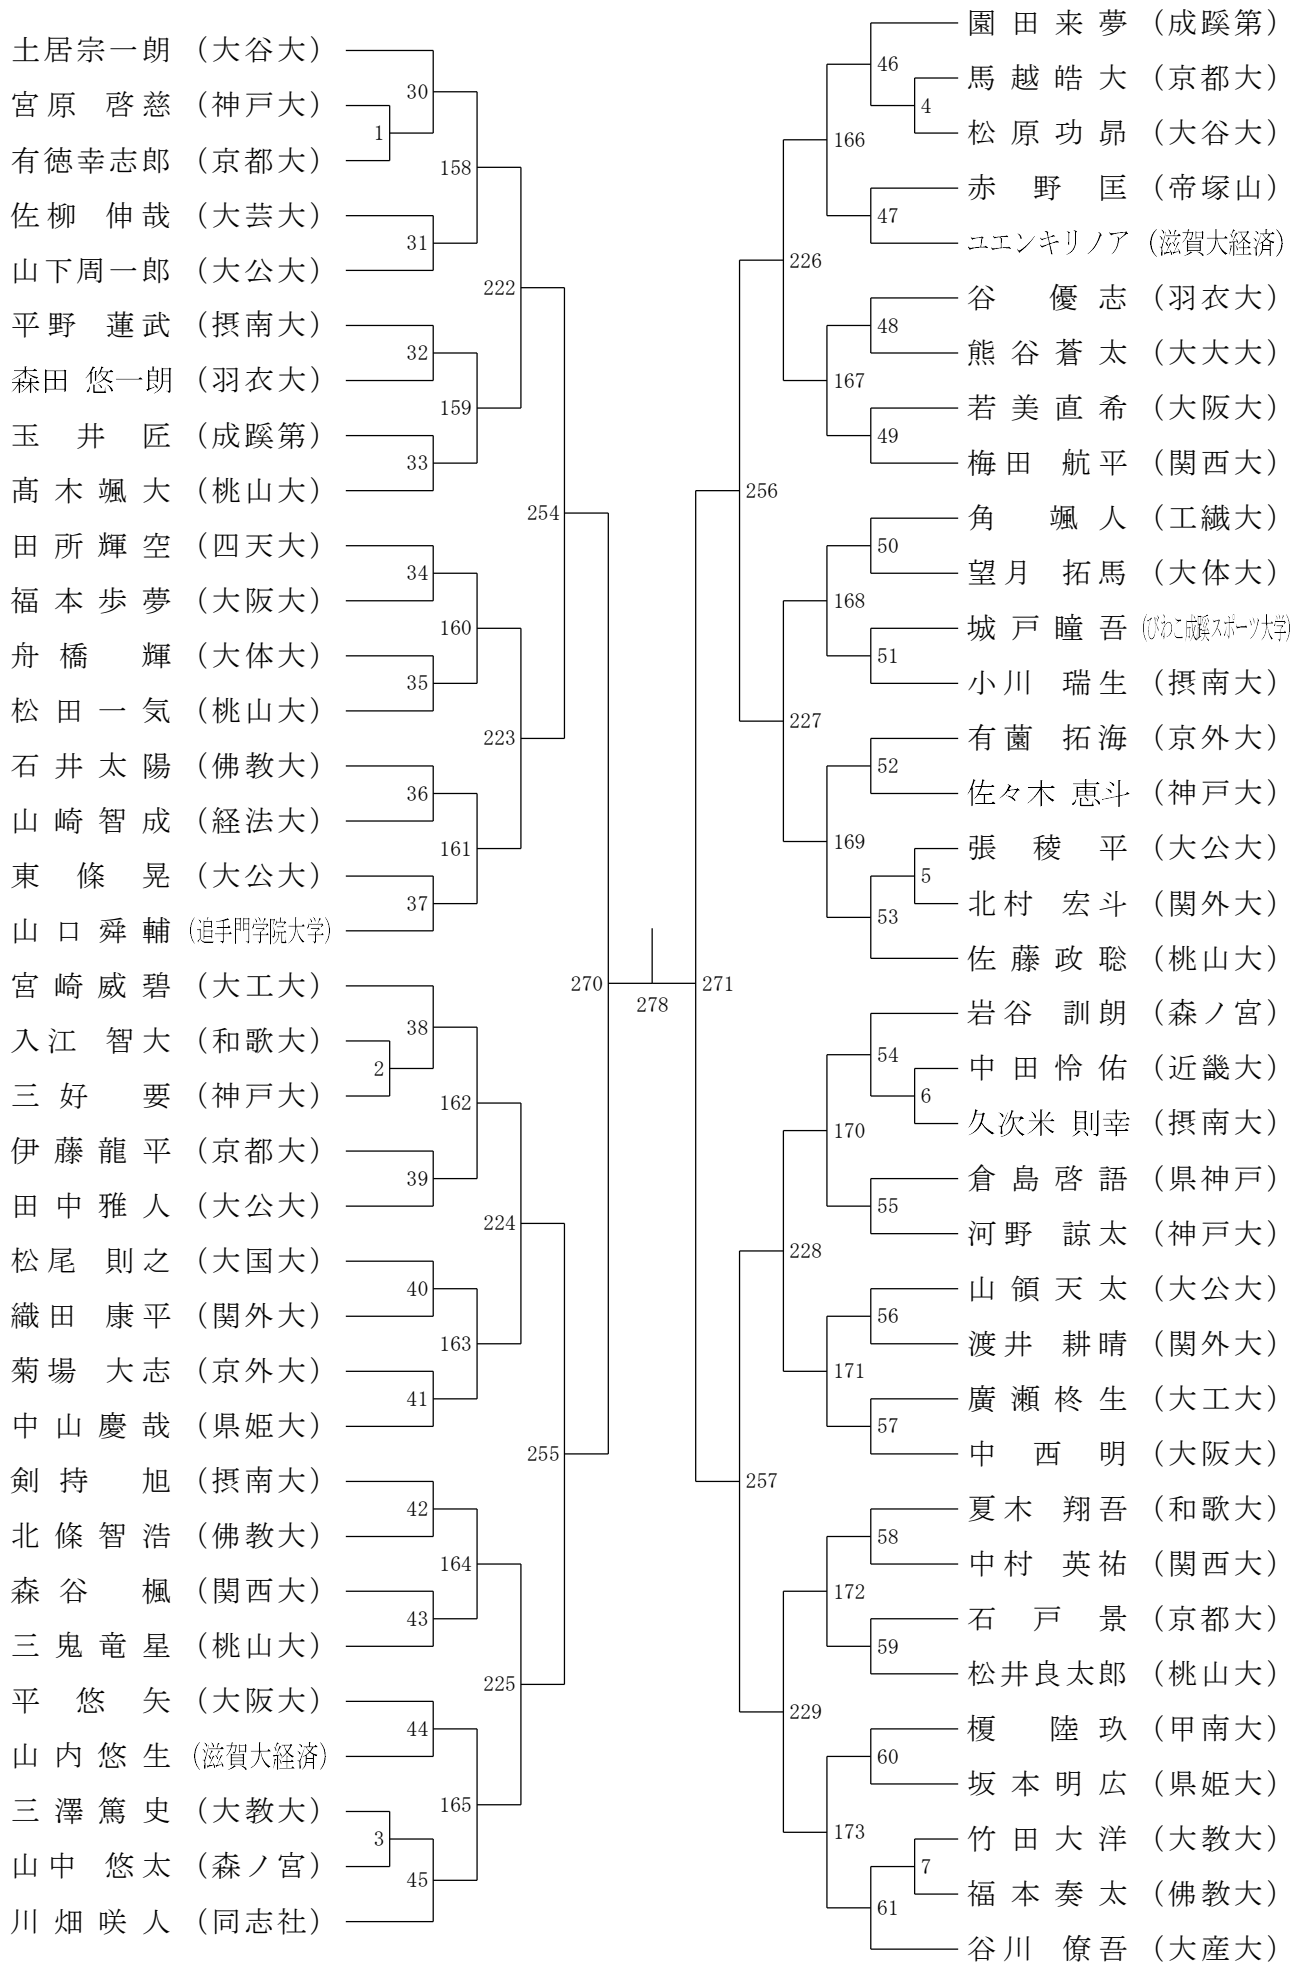 土居宗一朗 (大谷大)
宮原 啓慈 (神戸大)
有徳幸志郎 (京都大)
佐柳 伸哉 (大芸大)
山下周一郎 (大公大)
平野 蓮武 (摂南大)
森田 悠一朗 (羽衣大)
玉井 匠 (成蹊第)
髙木颯大 (桃山大)
田所輝空 (四天大)
福本歩夢 (大阪大)
舟橋 輝 (大体大)
松田一気 (桃山大)
石井太陽 (佛教大)
山崎智成 (経法大)
東條 晃 (大公大)
山口舜輔 (追手門学院大学)
宮崎威碧 (大工大)
入江 智大 (和歌大)
三好 要 (神戸大)
伊藤龍平 (京都大)
田中雅人 (大公大)
松尾 則之 (大国大)
織田 康平 (関外大)
菊場 大志 (京外大)
中山慶哉 (県姫大)
剣持 旭 (摂南大)
北條智浩 (佛教大)
森谷 楓 (関西大)
三鬼竜星 (桃山大)
平 悠矢 (大阪大)
山内悠生 (滋賀大経済)
三澤篤史 (大教大)
山中 悠太 (森ノ宮)
川畑咲人 (同志社)
1
2
3
30
31
32
33
34
35
36
37
38
39
40
41
42
43
44
45
158
159
160
161
162
163
164
165
222
223
224
225
254
255
270
278
271
256
257
226
227
228
229
166
167
168
169
170
171
172
173
46
47
48
49
50
51
52
53
54
55
56
57
58
59
60
61
4
5
6
7
園田来夢 (成蹊第)
馬越皓大 (京都大)
松原功昴 (大谷大)
赤野 匡 (帝塚山)
ユエンキリノア (滋賀大経済)
谷 優志 (羽衣大)
熊谷蒼太 (大大大)
若美直希 (大阪大)
梅田 航平 (関西大)
角 颯人 (工繊大)
望月 拓馬 (大体大)
城戸瞳吾 (びわこ成蹊スポーツ大学)
小川 瑞生 (摂南大)
有薗 拓海 (京外大)
佐々木 恵斗 (神戸大)
張 稜平 (大公大)
北村 宏斗 (関外大)
佐藤政聡 (桃山大)
岩谷 訓朗 (森ノ宮)
中田怜佑 (近畿大)
久次米 則幸 (摂南大)
倉島啓語 (県神戸)
河野 諒太 (神戸大)
山領天太 (大公大)
渡井 耕晴 (関外大)
廣瀬柊生 (大工大)
中西 明 (大阪大)
夏木 翔吾 (和歌大)
中村 英祐 (関西大)
石戸 景 (京都大)
松井良太郎 (桃山大)
榎 陸玖 (甲南大)
坂本明広 (県姫大)
竹田大洋 (大教大)
福本奏太 (佛教大)
谷川 僚吾 (大産大)